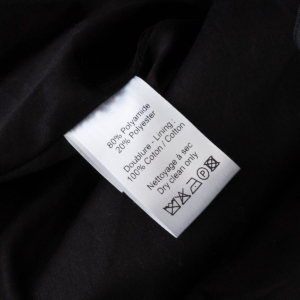 80% Polyamide
20% Polyester
Doublure - Lining :
100% Coton / Cotton
Nettoyage à sec
Dry clean only
P